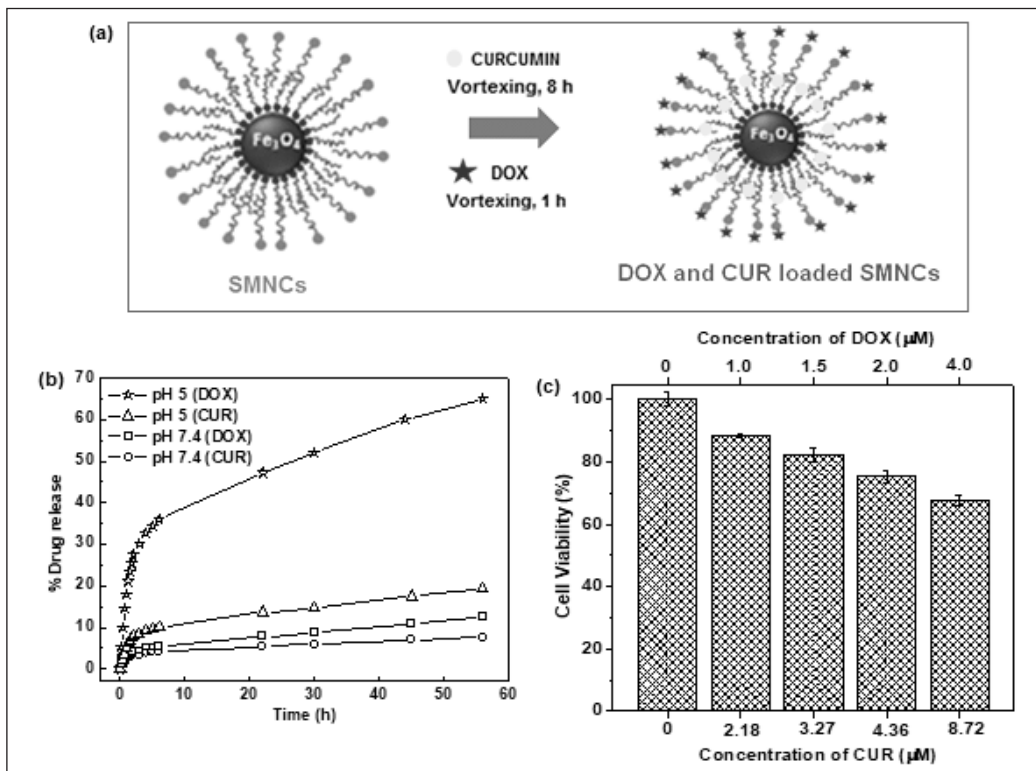 (a)
CURCUMIN
Vortexing, 8 h
Fe3O4
Fe3O4
DOX
Vortexing, 1 h
SMNCs
DOX and CUR loaded SMNCs
(b)
70
60
50
40
30
20
10
0
% Drug release
pH 5 (DOX)
pH 5 (CUR)
pH 7.4 (DOX)
pH 7.4 (CUR)
0 10 20 30 40 50 60
Time (h)
Concentration of DOX (µM)
0 1.0 1.5 2.0 4.0
(c)
100
80
60
40
20
0
Cell Viability (%)
0 2.18 3.27 4.36 8.72
Concentration of CUR (µM)